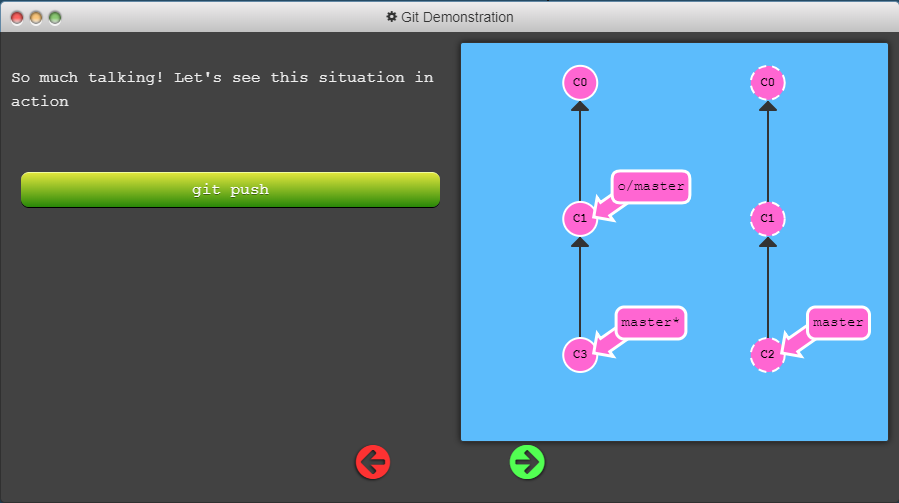 Git Demonstration
So much talking! Let's see this situation in
action
git push
C0
C0
o/master
C1
C1
master*
master
C3
C2